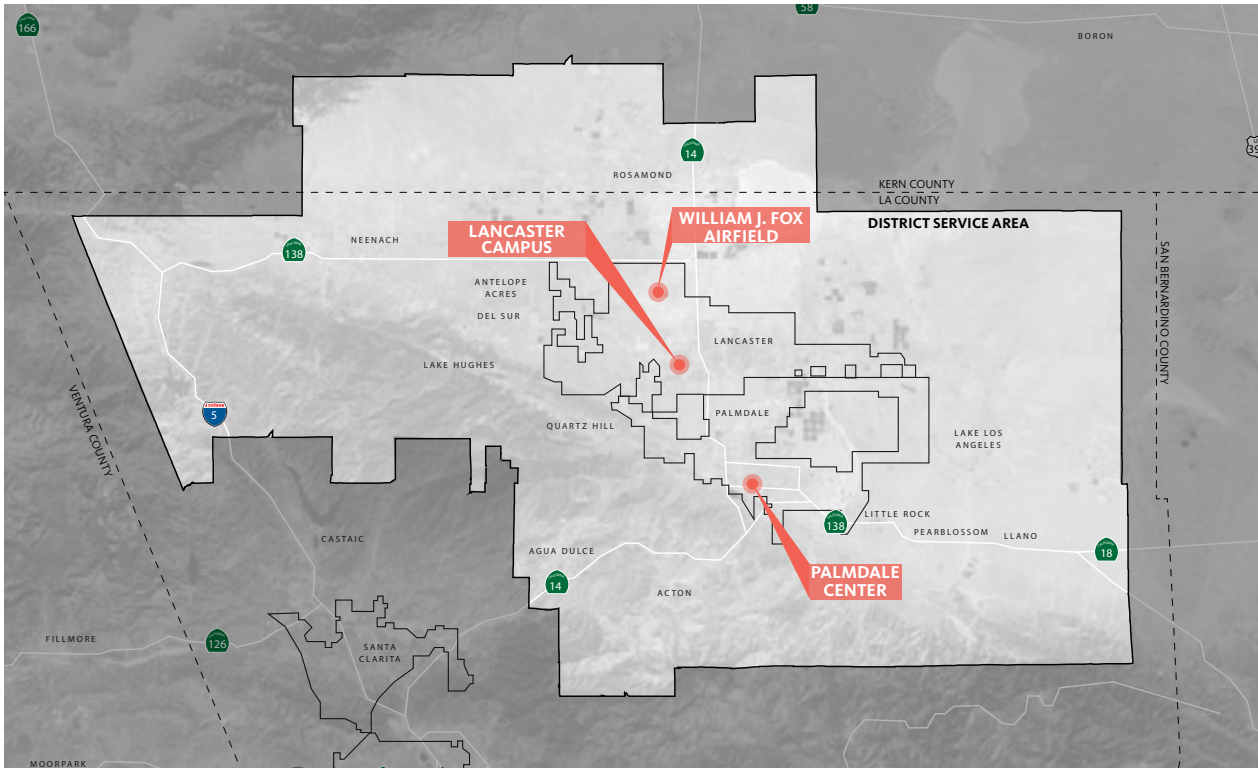 166
58
BORON
39
14
ROSAMOND
KERN COUNTY
LA COUNTY
DISTRICT SERVICE AREA
WILLIAM J. FOX
AIRFIELD
LANCASTER
CAMPUS
NEENACH
138
SAN BERNARDINO COUNTY
ANTELOPE
ACRES
DEL SUR
LANCASTER
LAKE HUGHES
VENTURA COUNTY
5
PALMDALE
QUARTZ HILL
LAKE LOS
ANGELES
LITTLE ROCK
138
PEARBLOSSOM
LLANO
18
CASTAIC
AGUA DULCE
14
PALMDALE
CENTER
ACTON
FILLMORE
126
SANTA
CLARITA
MOORPARK